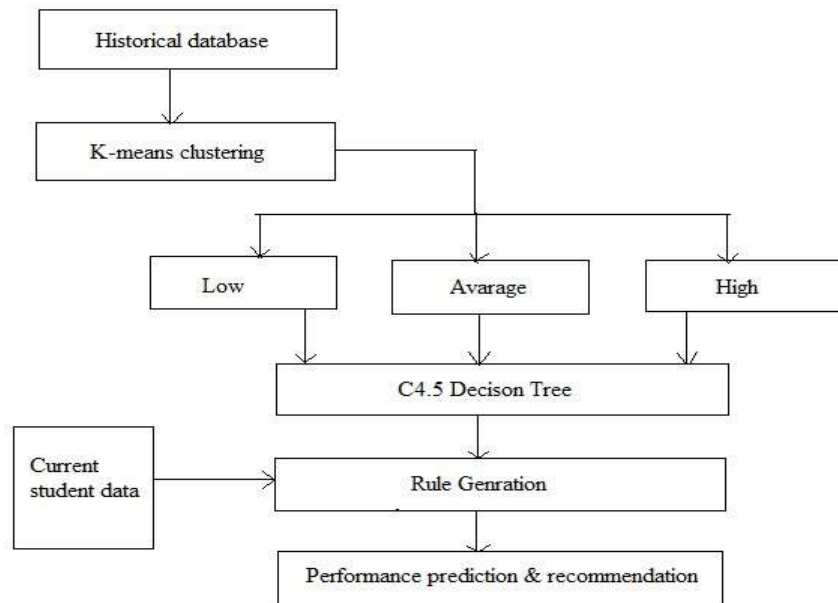 Historical database
K-means clustering
Low
Avarage
High
C4.5 Decison Tree
Current
student data
Rule Genration
Performance prediction & recommendation